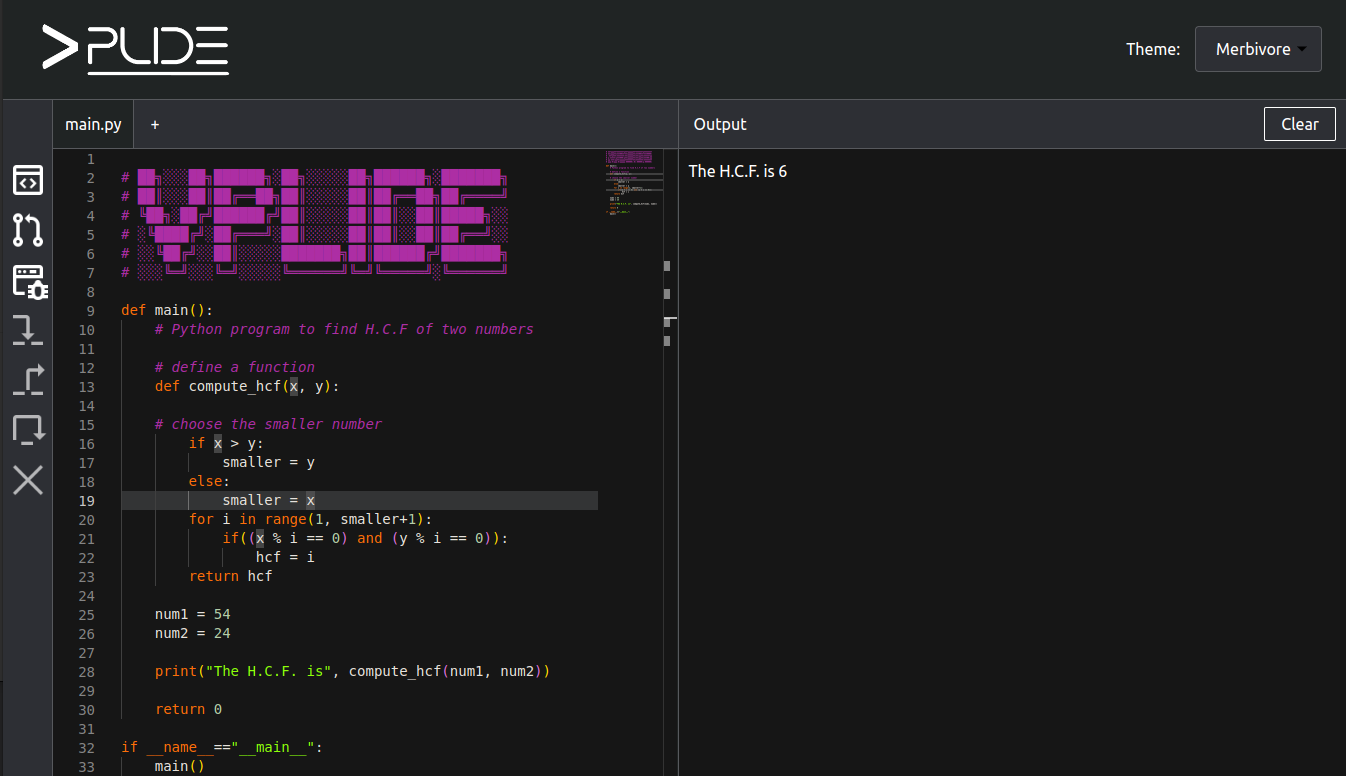 >PLIDE
Theme: Merbivore
main.py + Output Clear
1
2 # ██╗░░░██╗██████╗░██╗░░░░░██╗██████╗░███████╗
3 # ██║░░░██║██╔══██╗██║░░░░░██║██╔══██╗██╔════╝
4 # ╚██╗░██╔╝██████╔╝██║░░░░░██║██║░░██║█████╗░░
5 # ░╚████╔╝░██╔═══╝░██║░░░░░██║██║░░██║██╔══╝░░
6 # ░░╚██╔╝░░██║░░░░░███████╗██║██████╔╝███████╗
7 # ░░░╚═╝░░░╚═╝░░░░░╚══════╝╚═╝╚═════╝░╚══════╝
8
9 def main():
10 # Python program to find H.C.F of two numbers
11
12 # define a function
13 def compute_hcf(x, y):
14
15 # choose the smaller number
16 if x > y:
17 smaller = y
18 else:
19 smaller = x
20 for i in range(1, smaller+1):
21 if((x % i == 0) and (y % i == 0)):
22 hcf = i
23 return hcf
24
25 num1 = 54
26 num2 = 24
27
28 print("The H.C.F. is", compute_hcf(num1, num2))
29
30 return 0
31
32 if __name__=="__main__":
33 main()
The H.C.F. is 6